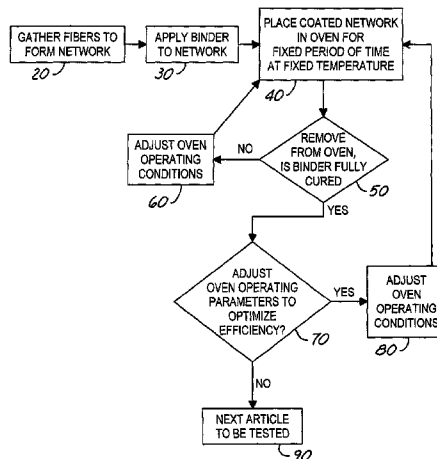 GATHER FIBERS TO
FORM NETWORK
20
APPLY BINDER
TO NETWORK
30
PLACE COATED NETWORK
IN OVEN FOR
FIXED PERIOD OF TIME
AT FIXED TEMPERATURE
40
REMOVE
FROM OVEN,
IS BINDER FULLY
CURED
50
NO
ADJUST OVEN
OPERATING
CONDITIONS
60
YES
ADJUST
OVEN OPERATING
PARAMETERS TO
OPTIMIZE
EFFICIENCY?
70
YES
ADJUST
OVEN
OPERATING
CONDITIONS
80
NO
NEXT ARTICLE
TO BE TESTED
90